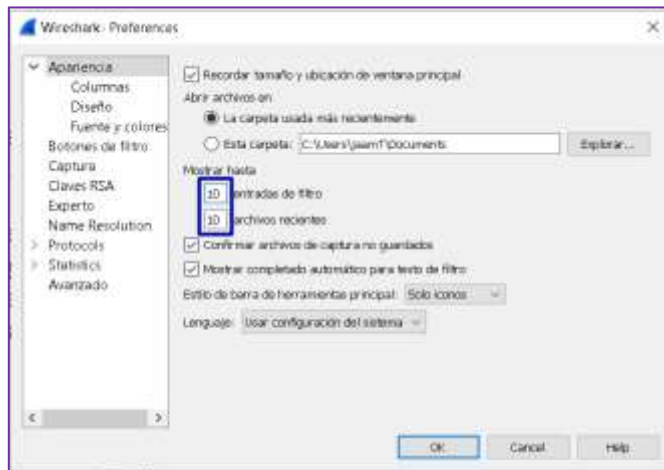 Wireshark · Preferences
Apariencia
Columnas
Diseño
Fuente y colores
Botones de filtro
Captura
Claves RSA
Experto
Name Resolution
Protocols
Statistics
Avanzado
Recordar tamaño y ubicación de ventana principal
Abrir archivos en
La carpeta usada más recientemente
Esta carpeta: Explorar...
Mostrar hasta
10 entradas de filtro
10 archivos recientes
Confirmar archivos de captura no guardados
Mostrar completado automático para texto de filtro
Estilo de barra de herramientas principal: Solo iconos
Lenguaje: Usar configuración del sistema
OK Cancel Help